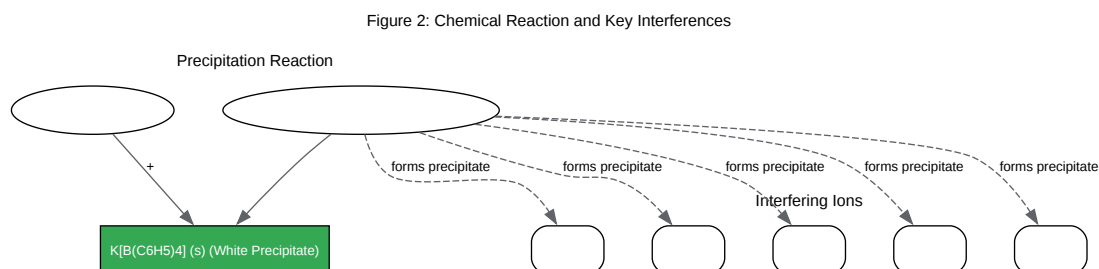 Figure 2: Chemical Reaction and Key Interferences
Precipitation Reaction
+
forms precipitate
forms precipitate
forms precipitate
forms precipitate
forms precipitate
Interfering Ions
K[B(C6H5)4] (s) (White Precipitate)